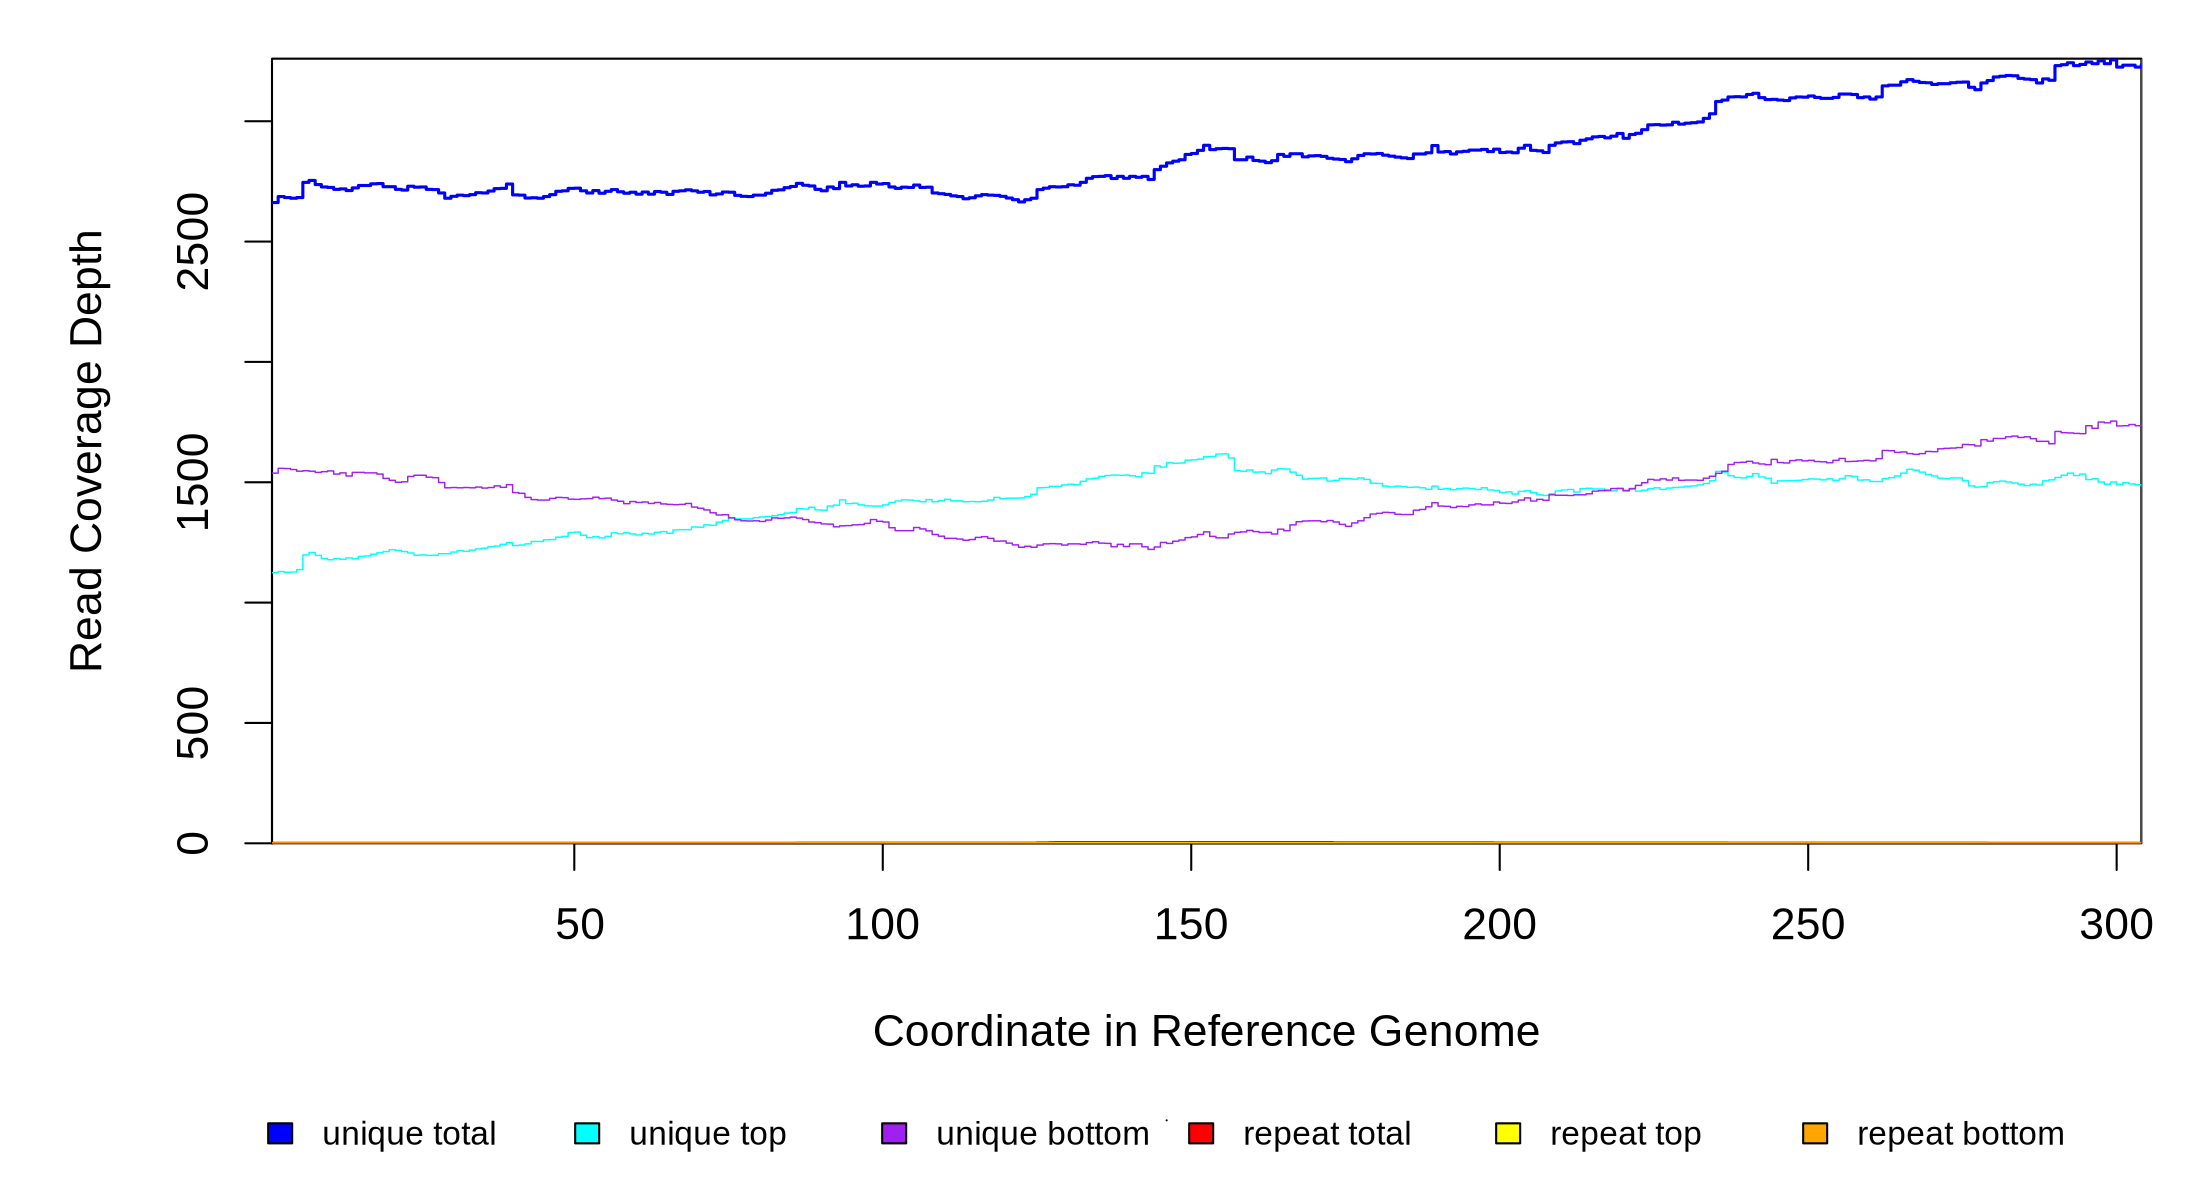 Read Coverage Depth
2500
1500
500
0
50 100 150 200 250 300
Coordinate in Reference Genome
unique total unique top unique bottom repeat total repeat top repeat bottom